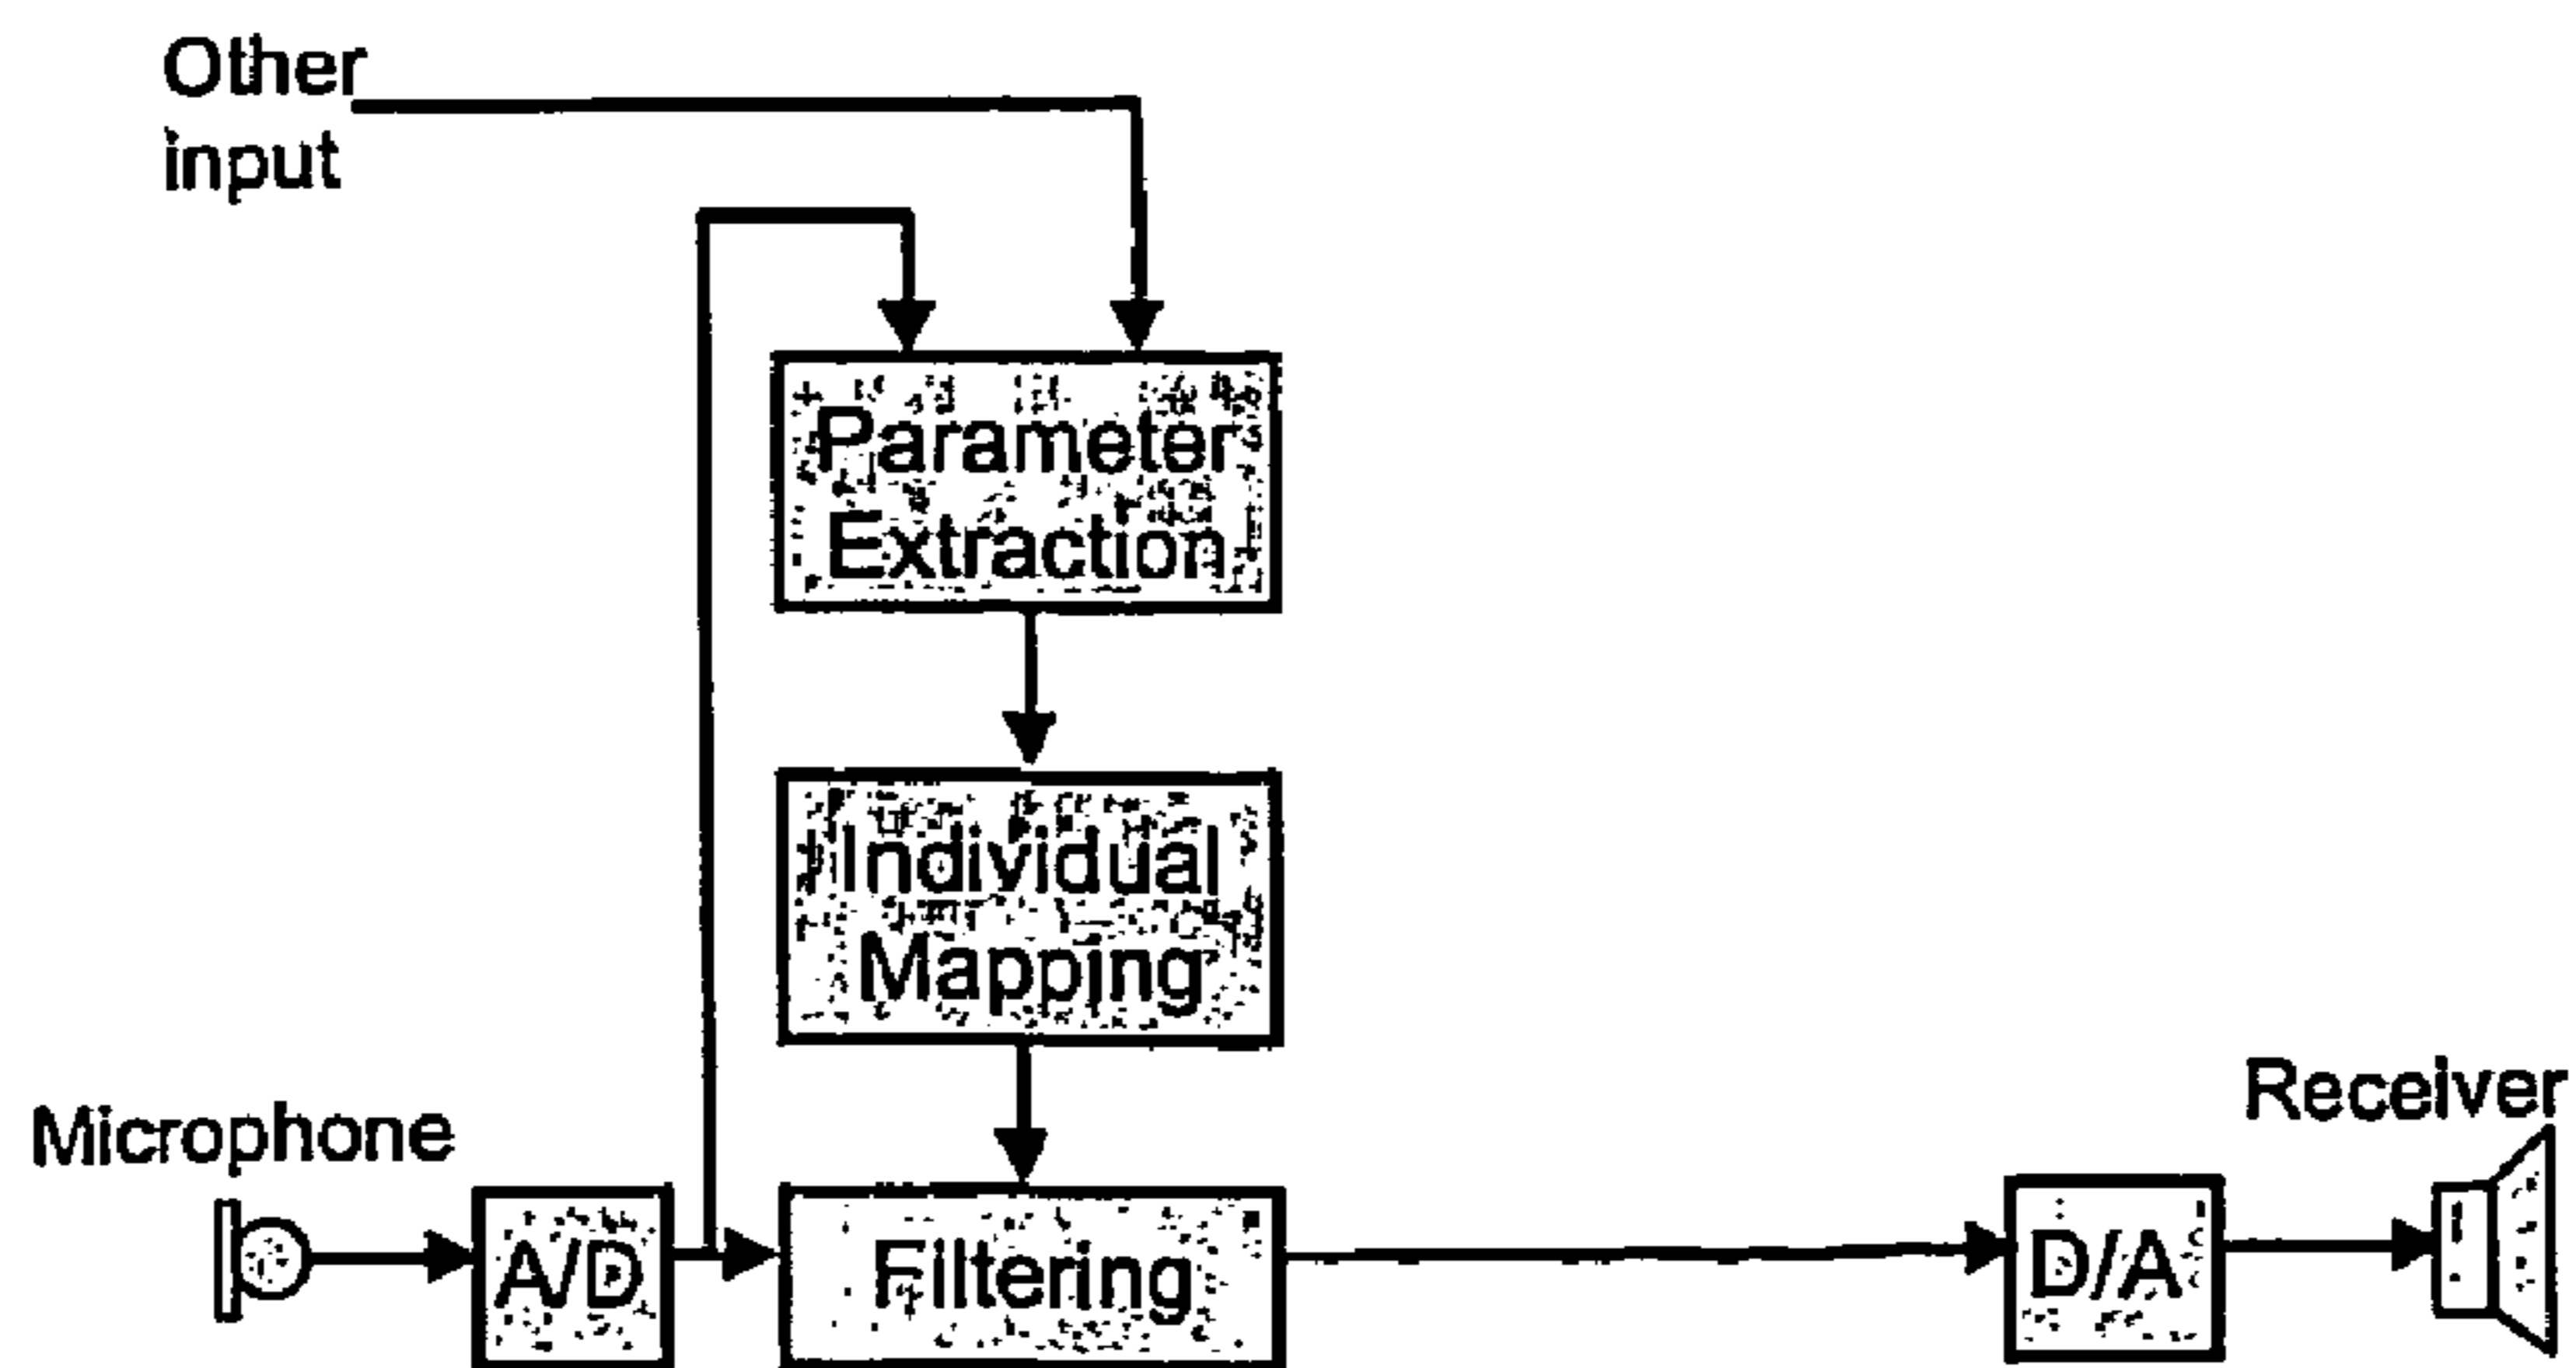 Other
input
Parameter
Extraction
Individual
Mapping
Microphone
Receiver
A/D
Filtering
D/A